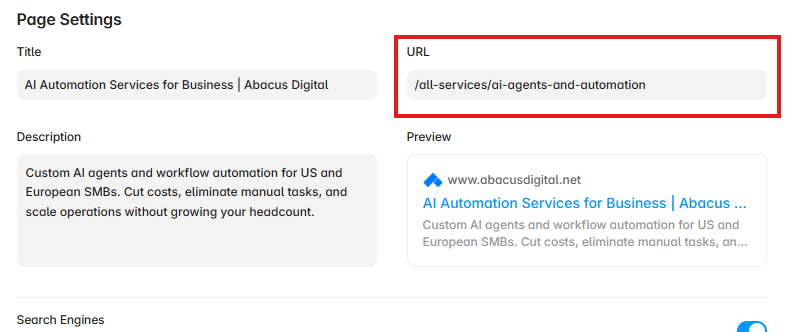 Page Settings
Title
AI Automation Services for Business | Abacus Digital
URL
/all-services/ai-agents-and-automation
Description
Custom AI agents and workflow automation for US and
European SMBs. Cut costs, eliminate manual tasks, and
scale operations without growing your headcount.
Preview
www.abacusdigital.net
AI Automation Services for Business | Abacus ...
Custom AI agents and workflow automation for US and
European SMBs. Cut costs, eliminate manual tasks, an...
Search Engines